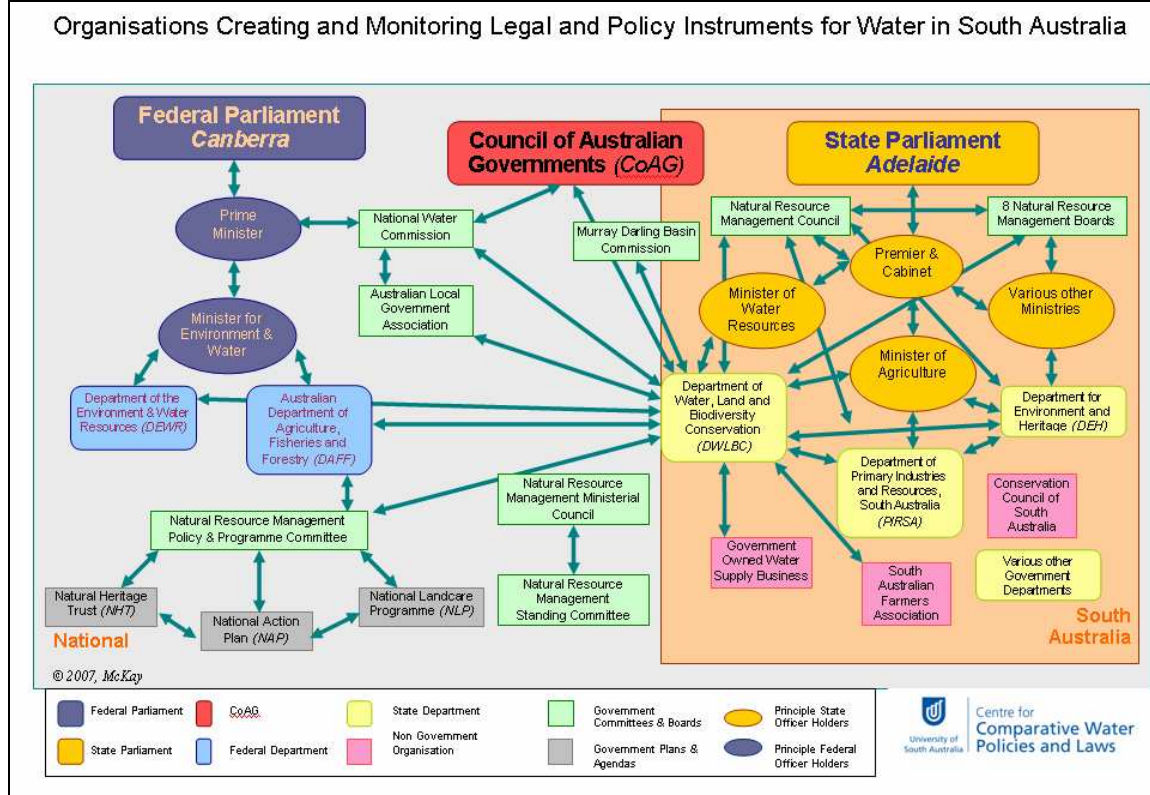 Organisations Creating and Monitoring Legal and Policy Instruments for Water in South Australia
Federal Parliament
Canberra
Council of Australian
Governments (CoAG)
State Parliament
Adelaide
Prime
Minister
National Water
Commission
Murray Darling Basin
Commission
Natural Resource
Management Council
8 Natural Resource
Management Boards
Premier &
Cabinet
Australian Local
Government
Association
Minister of
Water
Resources
Various other
Ministries
Minister for
Environment &
Water
Minister of
Agriculture
Department of the
Environment & Water
Resources (DEWR)
Australian
Department of
Agriculture,
Fisheries and
Forestry (DAFF)
Department of
Water, Land and
Biodiversity
Conservation
(DWLBC)
Department for
Environment and
Heritage (DEH)
Department of
Primary Industries
and Resources,
South Australia
(PIRSA)
Natural Resource
Management Ministerial
Council
Conservation
Council of
South
Australia
Natural Resource Management
Policy & Programme Committee
Government
Owned Water
Supply Business
Various other
Government
Departments
South
Australian
Farmers
Association
Natural Resource
Management
Standing Committee
Natural Heritage
Trust (NHT)
National Action
Plan (NAP)
National Landcare
Programme (NLP)
National
South
Australia
© 2007, McKay
Federal Parliament
CoAG
State Department
Government
Committees & Boards
Principle State
Officer Holders
State Parliament
Federal Department
Non Government
Organisation
Government Plans &
Agendas
Principle Federal
Officer Holders
University of
South Australia
Centre for
Comparative Water
Policies and Laws